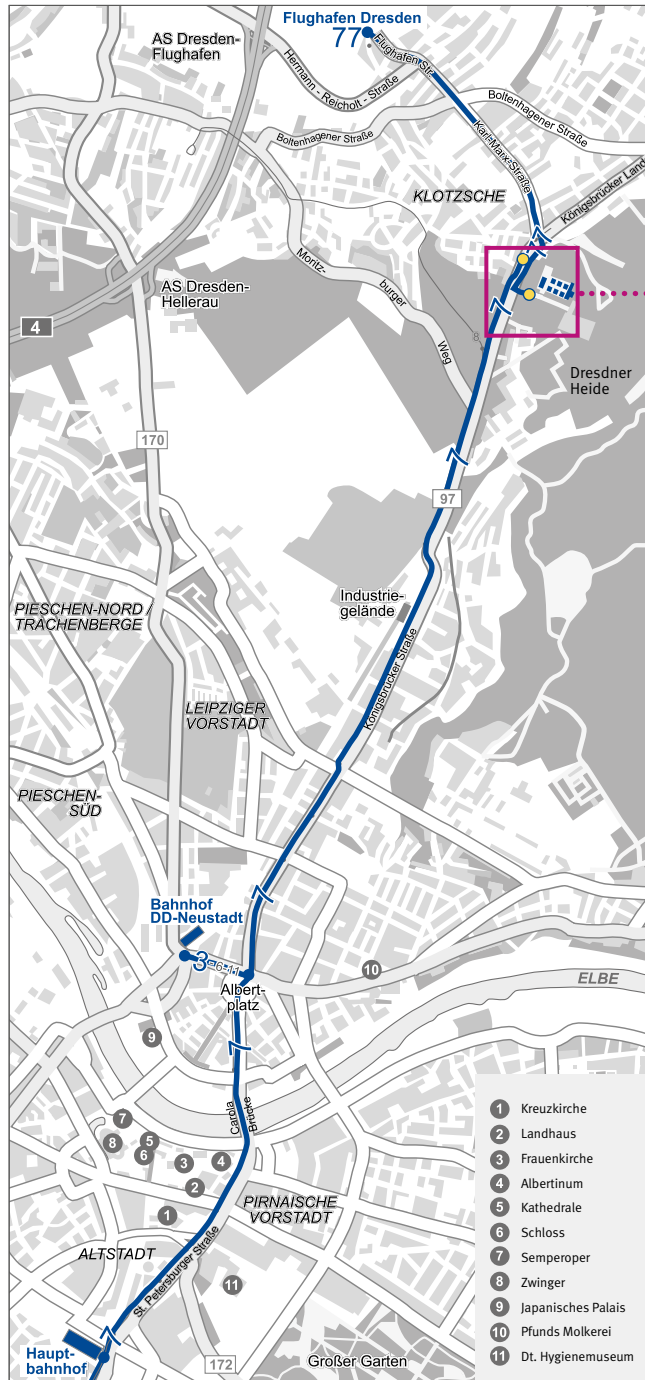 Flughafen Dresden
77
AS Dresden-
Flughafen
Flughafen Str.
Hermann - Reicholt - Straße
Boltenhagener Straße
Boltenhagener Straße
Karl-Marx-Straße
KLOTZSCHE
Königsbrücker Land
Moritz-
burger
Weg
AS Dresden-
Hellerau
4
8
7
Dresdner
Heide
170
97
Industrie-
gelände
PIESCHEN-NORD /
TRACHENBERGE
Königsbrücker Straße
LEIPZIGER
VORSTADT
PIESCHEN-
SÜD
Bahnhof
DD-Neustadt
3
6-11
10
Albert-
platz
ELBE
9
Carola
Brücke
7
8
5
6
3
4
2
1
PIRNAISCHE
VORSTADT
ALTSTADT
St. Petersburger Straße
11
Haupt-
bahnhof
172
Großer Garten
1 Kreuzkirche
2 Landhaus
3 Frauenkirche
4 Albertinum
5 Kathedrale
6 Schloss
7 Semperoper
8 Zwinger
9 Japanisches Palais
10 Pfunds Molkerei
11 Dt. Hygienemuseum